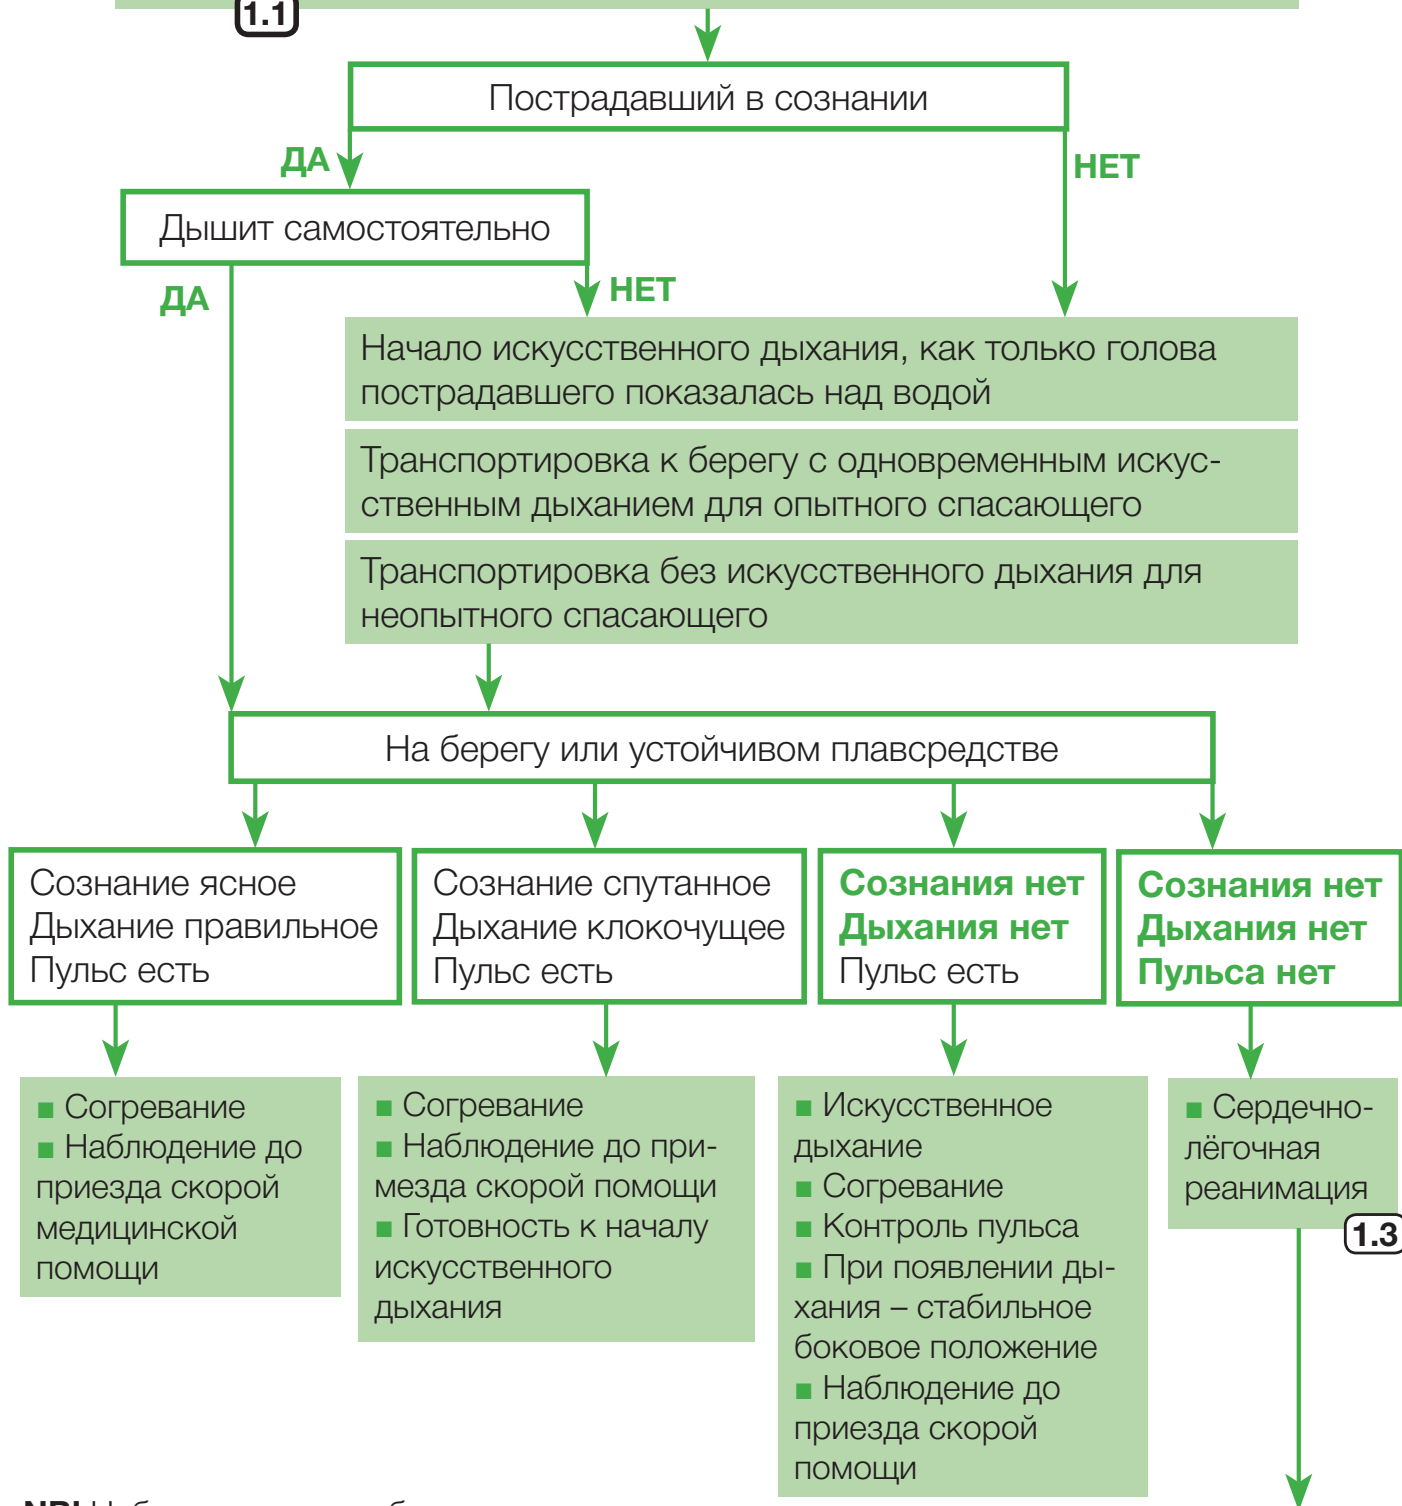 1.1
Пострадавший в сознании
ДА
НЕТ
Дышит самостоятельно
ДА
НЕТ
Начало искусственного дыхания, как только голова
пострадавшего показалась над водой
Транспортировка к берегу с одновременным искус-
ственным дыханием для опытного спасающего
Транспортировка без искусственного дыхания для
неопытного спасающего
На берегу или устойчивом плавсредстве
Сознание ясное
Дыхание правильное
Пульс есть
Сознание спутанное
Дыхание клокочущее
Пульс есть
Сознания нет
Дыхания нет
Пульс есть
Сознания нет
Дыхания нет
Пульса нет
■ Согревание
■ Наблюдение до
приезда скорой
медицинской
помощи
■ Согревание
■ Наблюдение до при-
мезда скорой помощи
■ Готовность к началу
искусственного
дыхания
■ Искусственное
дыхание
■ Согревание
■ Контроль пульса
■ При появлении ды-
хания – стабильное
боковое положение
■ Наблюдение до
приезда скорой
помощи
■ Сердечно-
лёгочная
реанимация
1.3